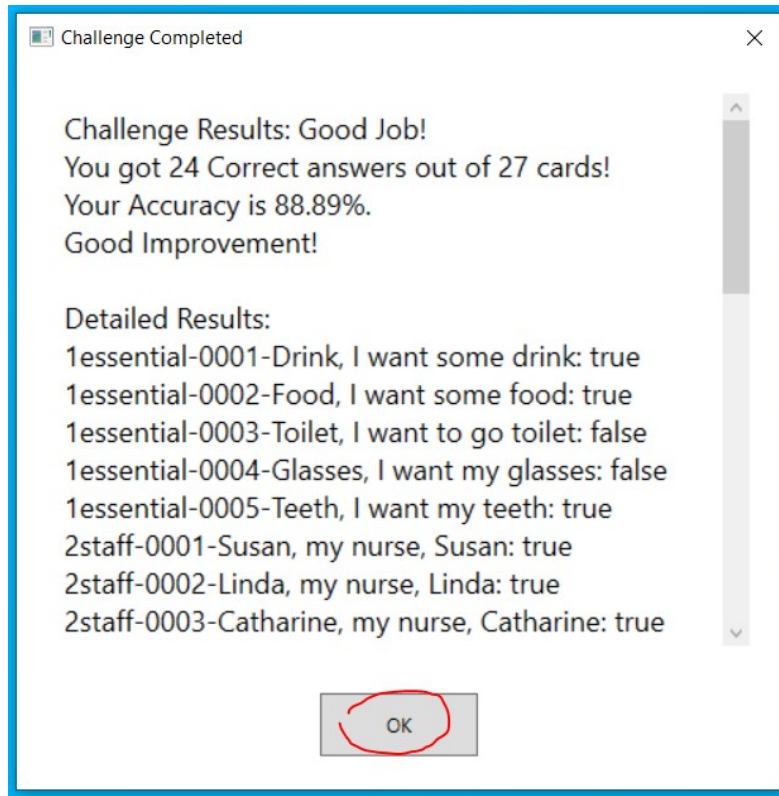 Challenge Completed
Challenge Results: Good Job!
You got 24 Correct answers out of 27 cards!
Your Accuracy is 88.89%.
Good Improvement!
Detailed Results:
1essential-0001-Drink, I want some drink: true
1essential-0002-Food, I want some food: true
1essential-0003-Toilet, I want to go toilet: false
1essential-0004-Glasses, I want my glasses: false
1essential-0005-Teeth, I want my teeth: true
2staff-0001-Susan, my nurse, Susan: true
2staff-0002-Linda, my nurse, Linda: true
2staff-0003-Catharine, my nurse, Catharine: true
OK